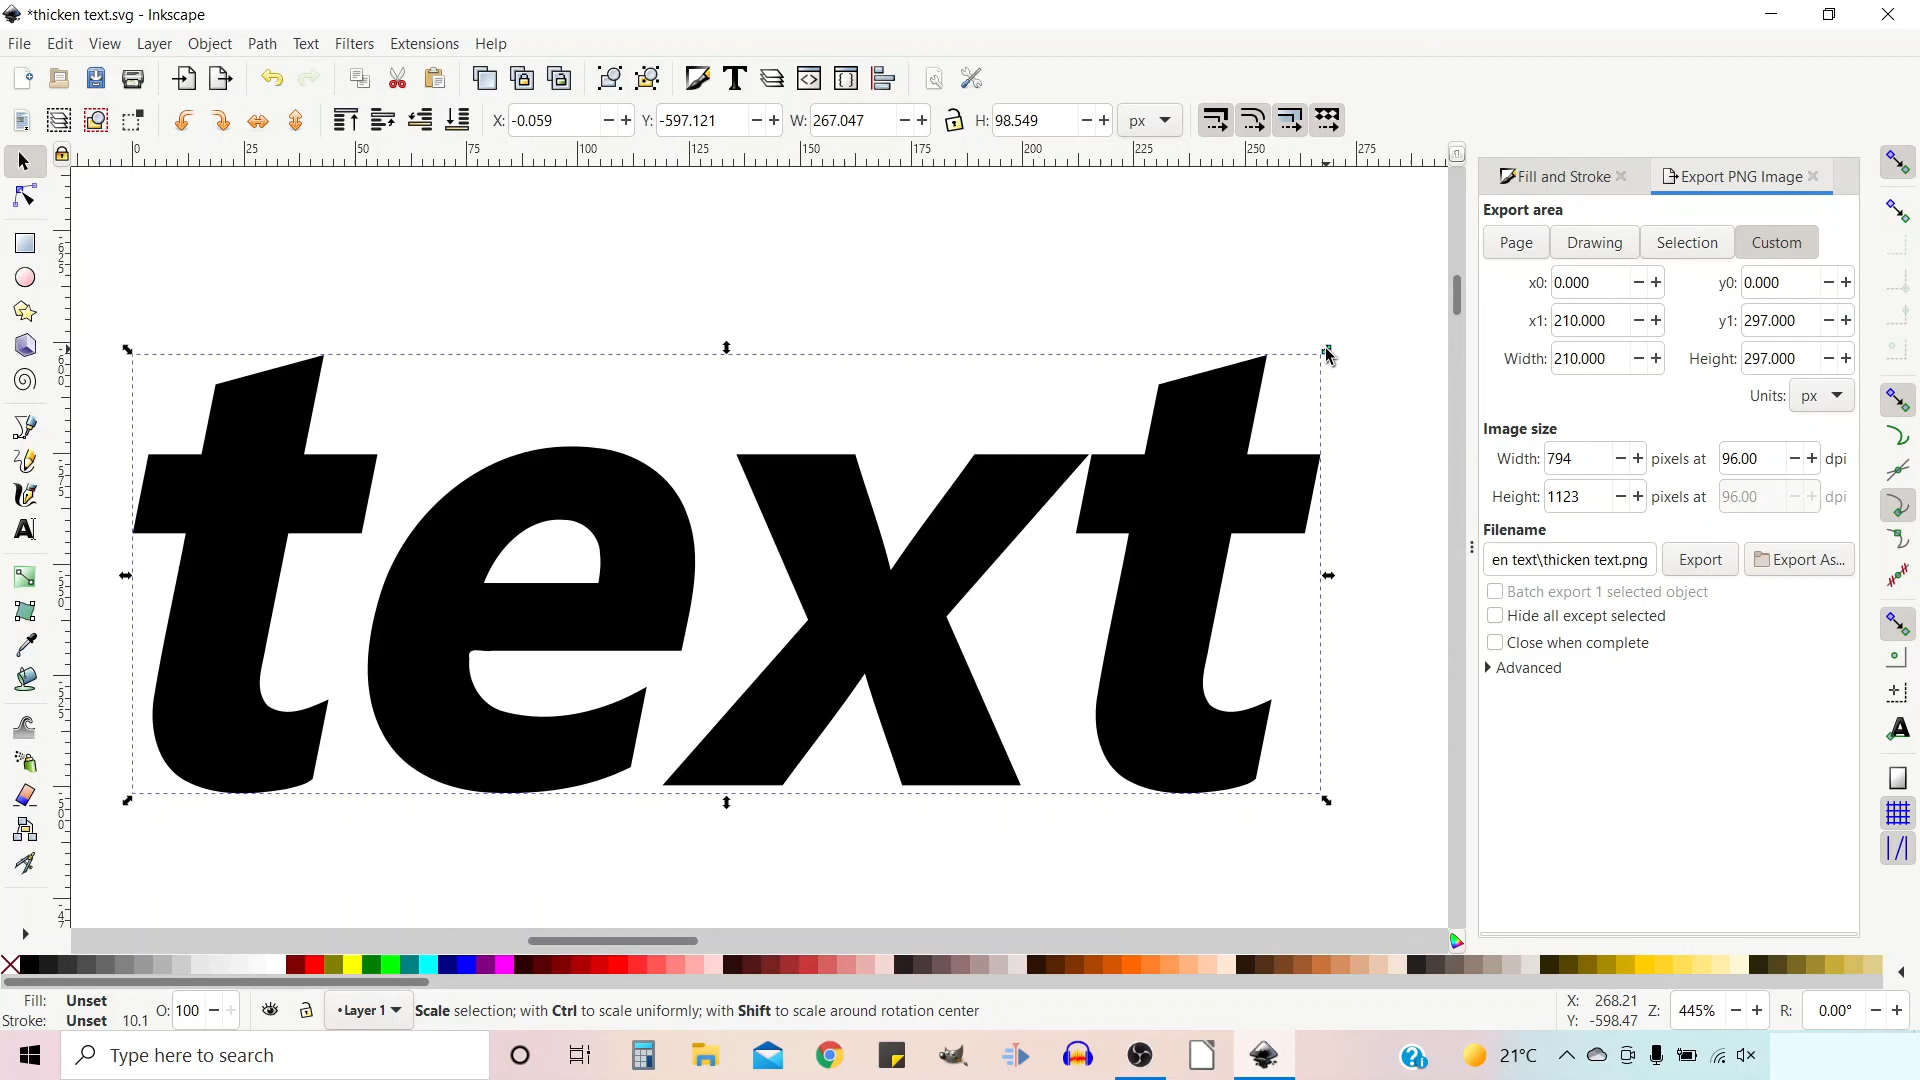 *thicken text.svg - Inkscape
File Edit View Layer Object Path Text Filters Extensions Help
X: -0.059 Y: -597.121 W: 267.047 H: 98.549 px
0 25 50 75 100 125 150 175 200 225 250 275
Fill and Stroke Export PNG Image
Export area
Page Drawing Selection Custom
x0: 0.000 y0: 0.000
x1: 210.000 y1: 297.000
Width: 210.000 Height: 297.000
Units: px
Image size
Width: 794 pixels at 96.00 dpi
Height: 1123 pixels at 96.00 dpi
Filename
en text\thicken text.png Export Export As...
Batch export 1 selected object
Hide all except selected
Close when complete
Advanced
text
Fill: Unset
Stroke: Unset 10.1
O: 100
•Layer 1
Scale selection; with Ctrl to scale uniformly; with Shift to scale around rotation center
X: 268.21
Y: -598.47
Z: 445% R: 0.00°
Type here to search
21°C